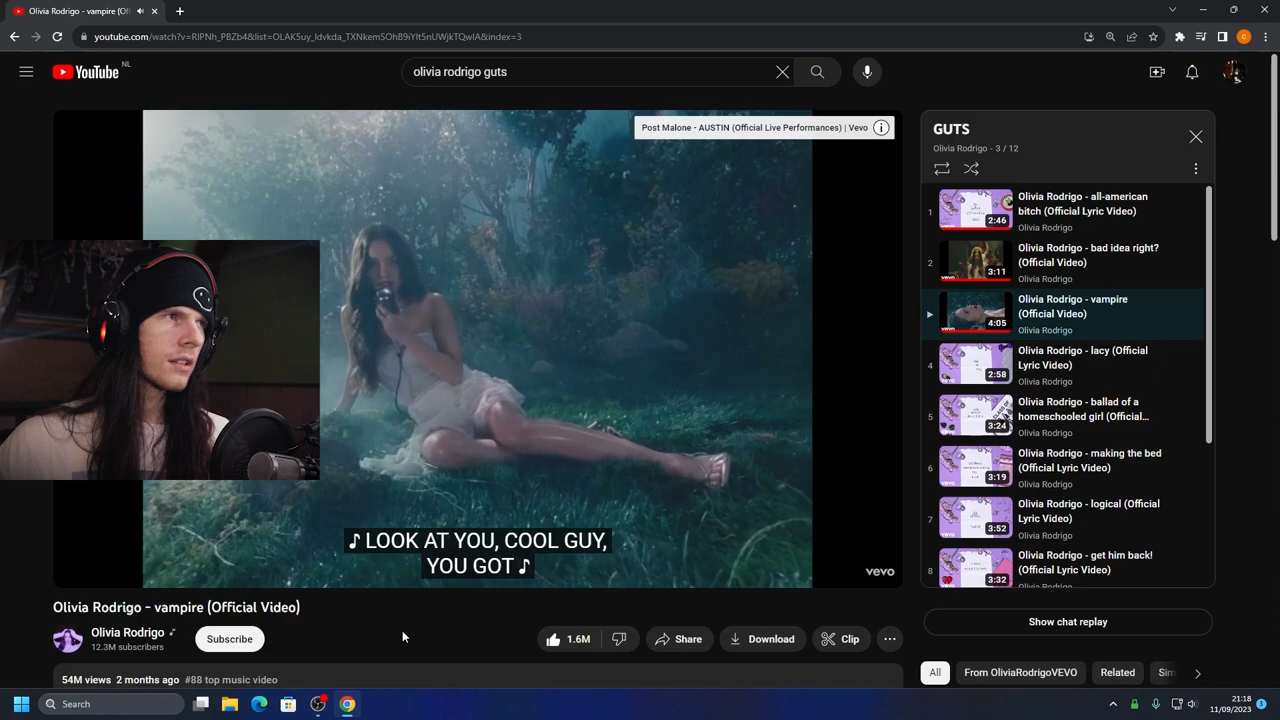 Olivia Rodrigo - vampire (Of
youtube.com/watch?v=RlPNh_PBZb4&list=OLAK5uy_ldvkda_TXNkemSOhB9iYlt5nUWjkTQwIA&index=3
YouTube NL
olivia rodrigo guts
Post Malone - AUSTIN (Official Live Performances) | Vevo
♪ LOOK AT YOU, COOL GUY,
YOU GOT ♪
vevo
GUTS
Olivia Rodrigo - 3 / 12
1
2:46
Olivia Rodrigo - all-american
bitch (Official Lyric Video)
Olivia Rodrigo
2
3:11
Olivia Rodrigo - bad idea right?
(Official Video)
Olivia Rodrigo
4:05
Olivia Rodrigo - vampire
(Official Video)
Olivia Rodrigo
4
2:58
Olivia Rodrigo - lacy (Official
Lyric Video)
Olivia Rodrigo
5
3:24
Olivia Rodrigo - ballad of a
homeschooled girl (Official...
Olivia Rodrigo
6
3:19
Olivia Rodrigo - making the bed
(Official Lyric Video)
Olivia Rodrigo
7
3:52
Olivia Rodrigo - logical (Official
Lyric Video)
Olivia Rodrigo
8
3:32
Olivia Rodrigo - get him back!
(Official Lyric Video)
Olivia Rodrigo
Olivia Rodrigo - vampire (Official Video)
Olivia Rodrigo
12.3M subscribers
Subscribe
1.6M
Share
Download
Clip
Show chat replay
54M views 2 months ago #88 top music video
All
From OliviaRodrigoVEVO
Related
Sim
Search
21:18
11/09/2023
3